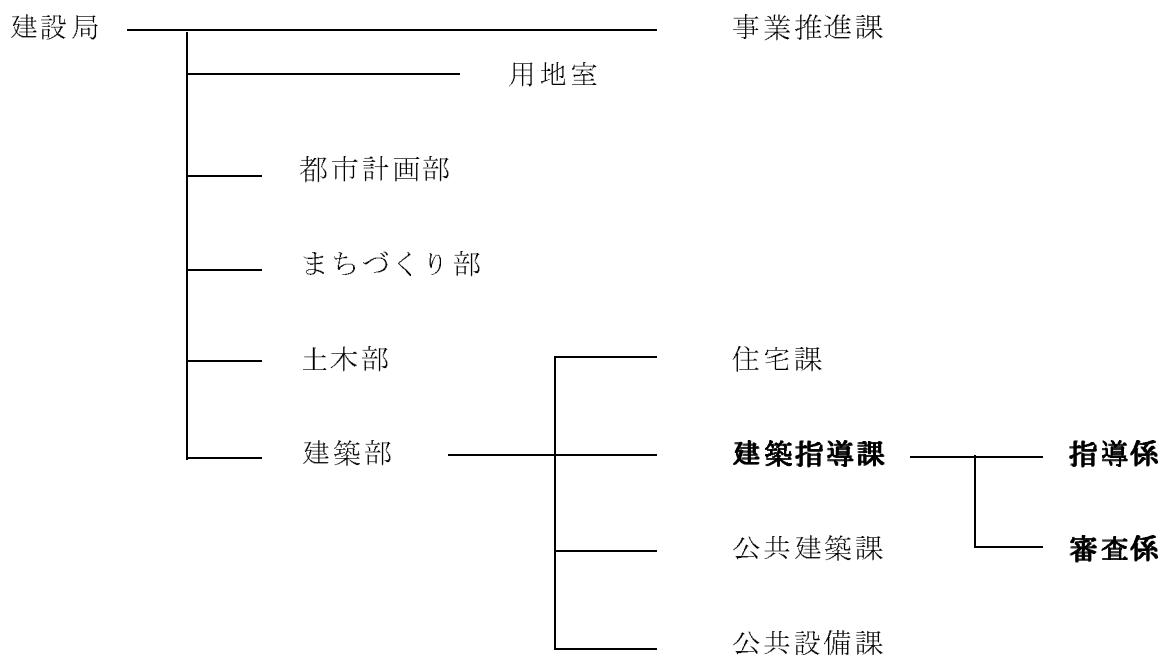 建設局 事業推進課
用地室
都市計画部
まちづくり部
土木部 住宅課
建築部 建築指導課 指導係
公共建築課 審査係
公共設備課